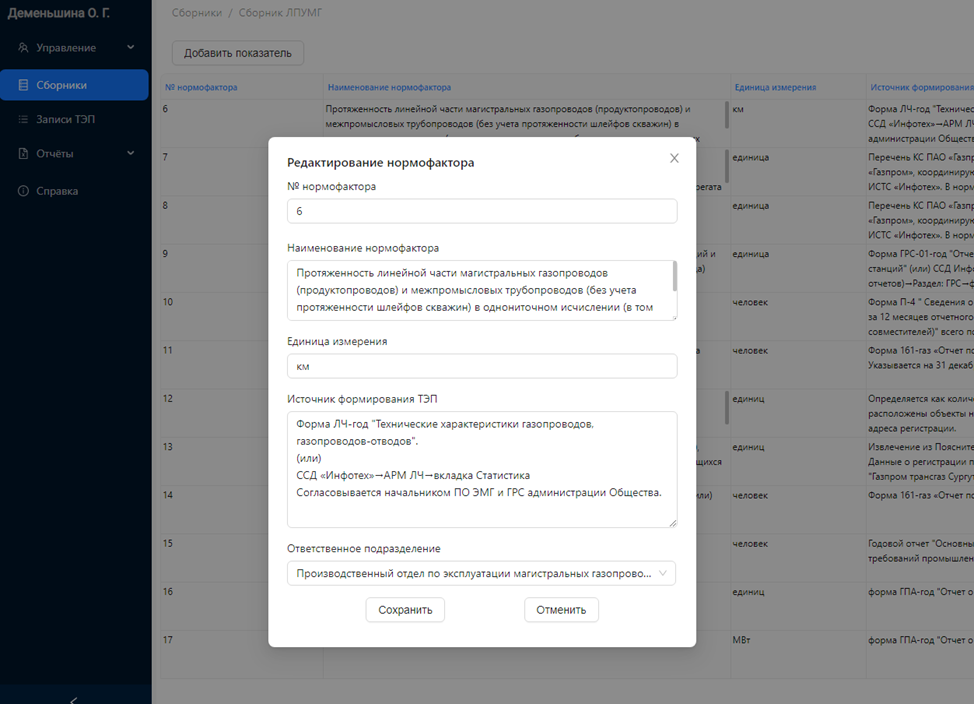 Деменьшина О. Г.
Управление
Сборники
Записи ТЭП
Отчёты
Справка
Сборники / Сборник ЛПУМГ
Добавить показатель
№ нормофактора
Наименование нормофактора
Единица измерения
Источник формирования
6
Протяженность линейной части магистральных газопроводов (продуктопроводов) и
межпромысловых трубопроводов (без учета протяженности шлейфов скважин) в
км
Форма ЛЧ-год "Техничес
ССД «Инфотех»→АРМ ЛЧ
администрации Обществ
7
регата
единица
Перечень КС ПАО «Газпр
«Газпром», координирую
ИСТС «Инфотех». В норм
8
единица
Перечень КС ПАО «Газпр
«Газпром», координирую
ИСТС «Инфотех». В норм
9
ий и
а)
единица
Форма ГРС-01-год "Отче
станций" (или) ССД Инф
отчетов)→Раздел: ГРС→ф
10
человек
Форма П-4 " Сведения о
за 12 месяцев отчетного
совместителей)" всего по
11
а
человек
Форма 161-газ «Отчет по
Указывается на 31 декаб
12
единиц
Определяется как количе
расположены объекты н
адреса регистрации.
13
щихся
единиц
Извлечение из Поясните
Данные о регистрации п
"Газпром трансгаз Сургут
14
или)
человек
Форма 161-газ «Отчет по
15
человек
Годовой отчет "Основны
требований промышлен
16
единиц
форма ГПА-год "Отчет о
17
МВт
форма ГПА-год "Отчет о
Редактирование нормофактора
№ нормофактора
6
Наименование нормофактора
Протяженность линейной части магистральных газопроводов
(продуктопроводов) и межпромысловых трубопроводов (без учета
протяженности шлейфов скважин) в однониточном исчислении (в том
Единица измерения
км
Источник формирования ТЭП
Форма ЛЧ-год "Технические характеристики газопроводов.
газопроводов-отводов".
(или)
ССД «Инфотех»→АРМ ЛЧ→вкладка Статистика
Согласовывается начальником ПО ЭМГ и ГРС администрации Общества.
Ответственное подразделение
Производственный отдел по эксплуатации магистральных газопрово...
Сохранить
Отменить